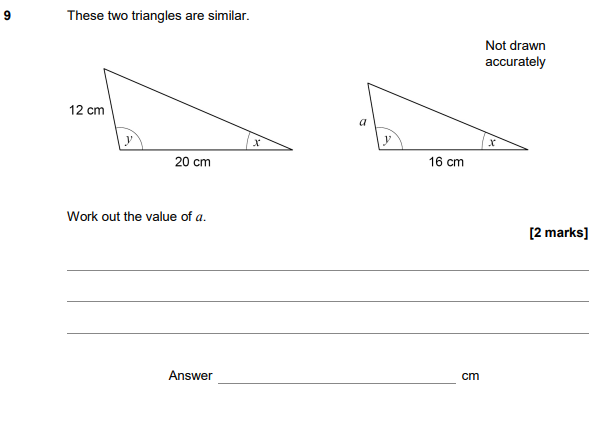 9 These two triangles are similar.
Not drawn
accurately
12 cm
y
x
20 cm
a
y
x
16 cm
Work out the value of a.
[2 marks]
Answer cm